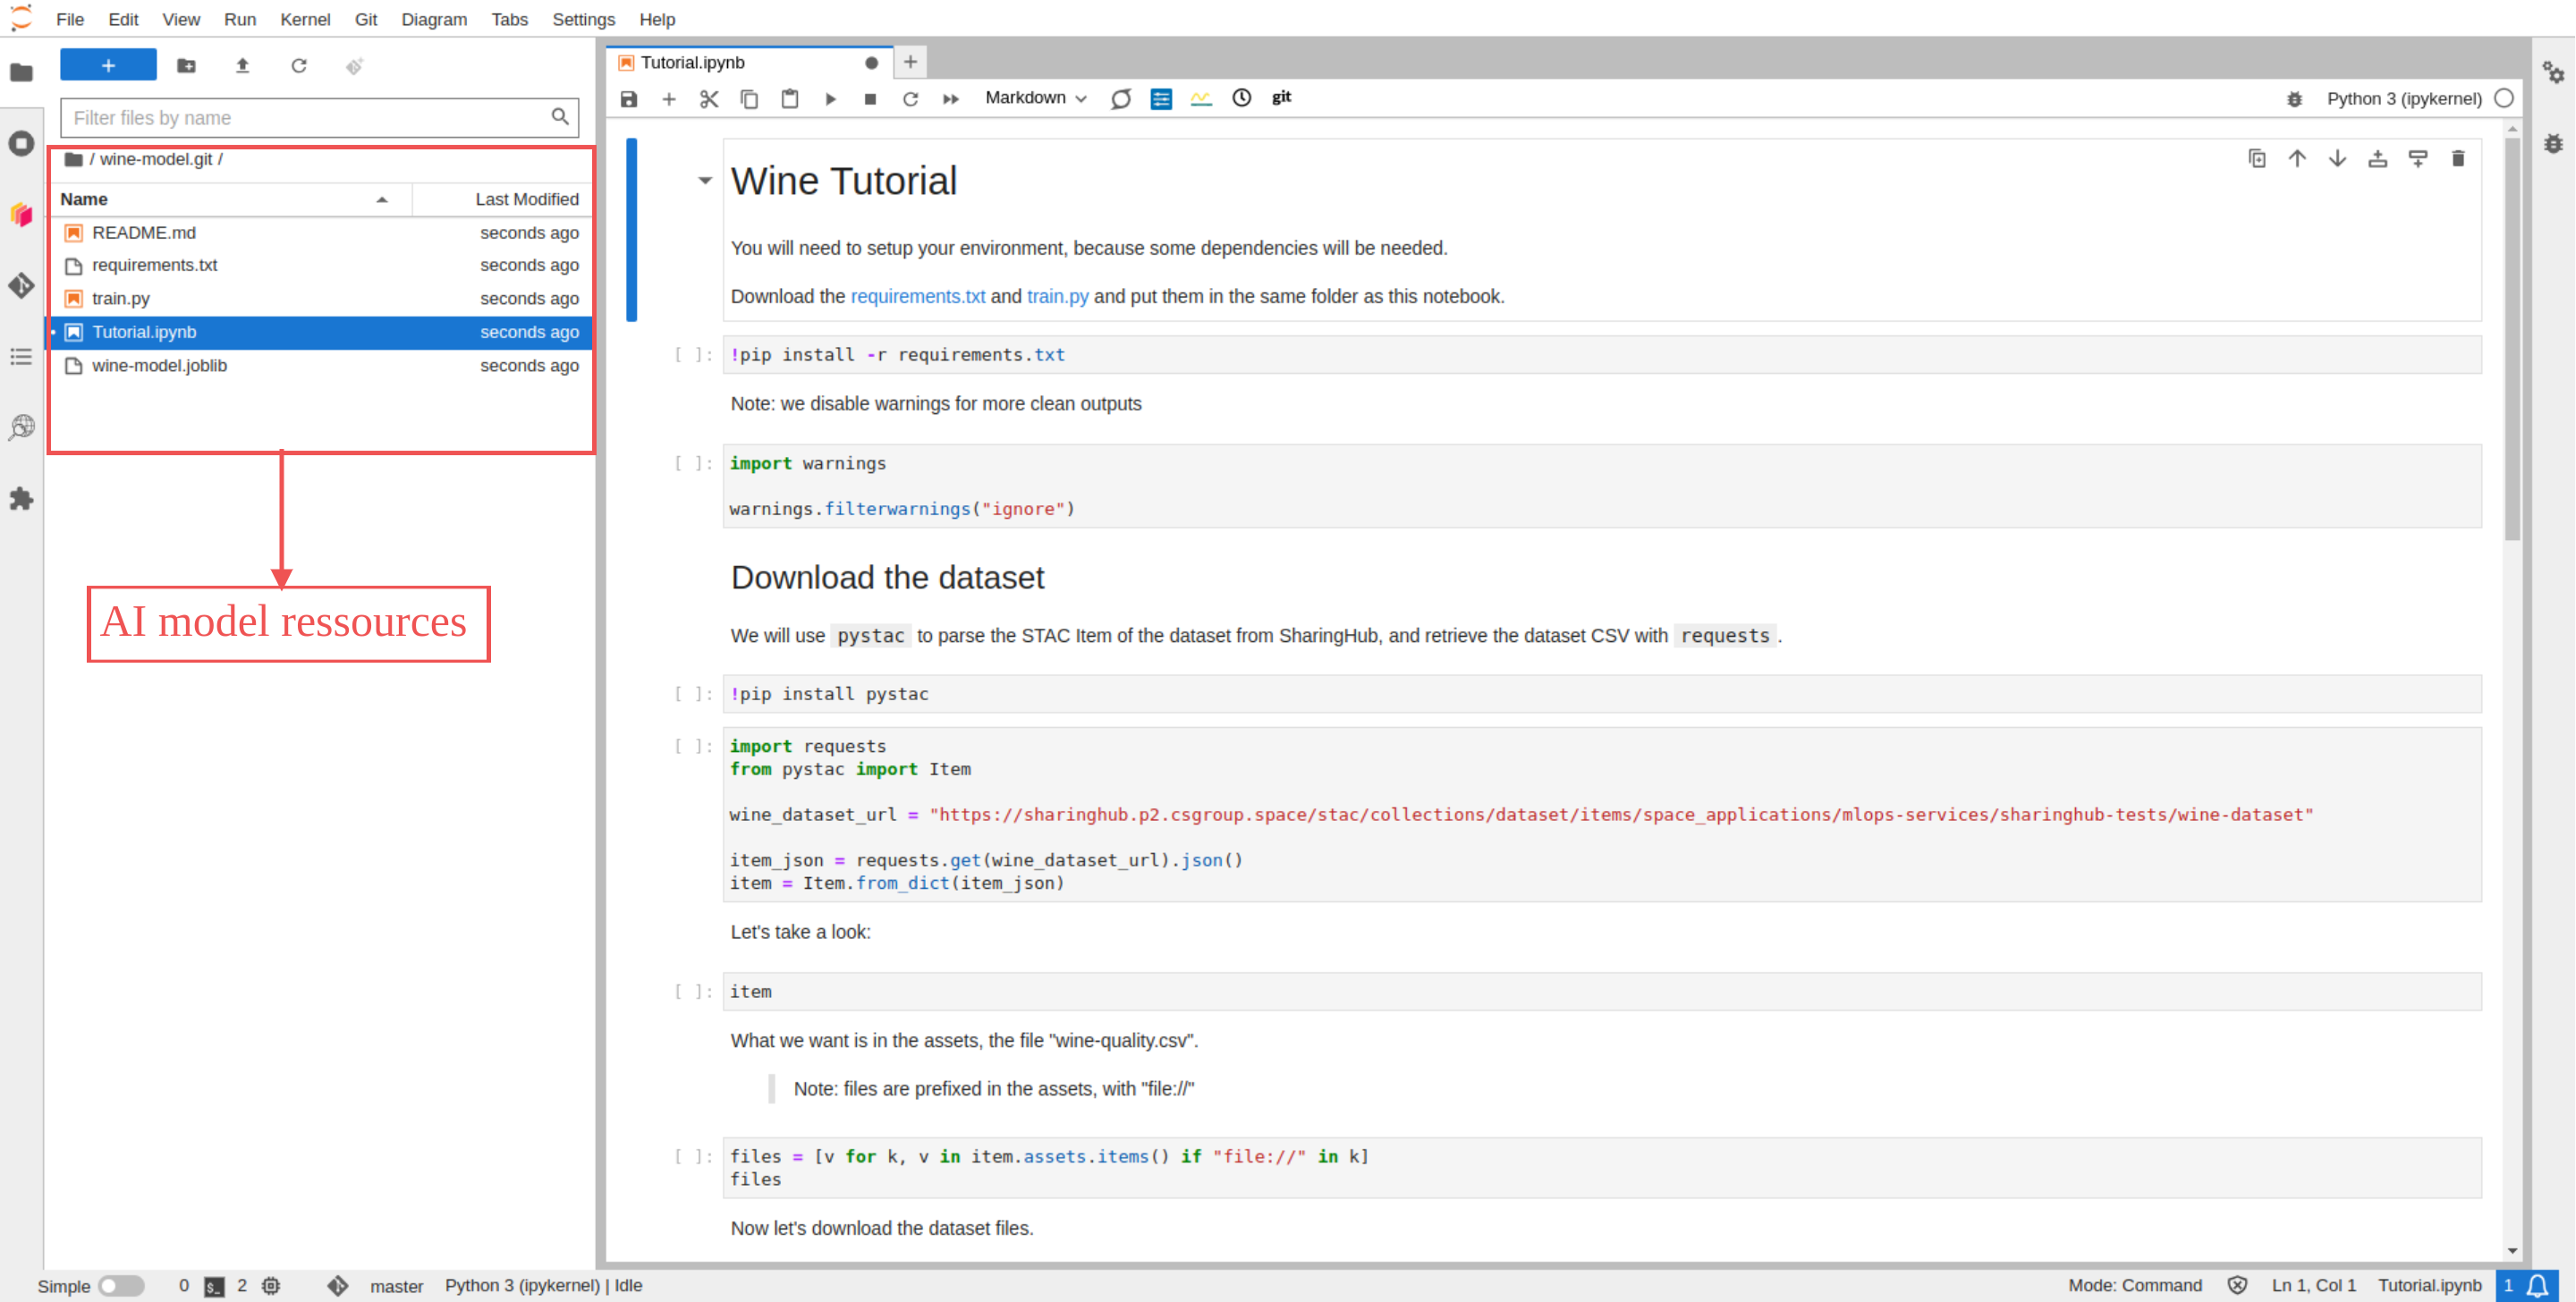 File Edit View Run Kernel Git Diagram Tabs Settings Help
+
Filter files by name
/ wine-model.git /
Name Last Modified
README.md seconds ago
requirements.txt seconds ago
train.py seconds ago
Tutorial.ipynb seconds ago
wine-model.joblib seconds ago
AI model ressources
Tutorial.ipynb
Markdown git Python 3 (ipykernel)
Wine Tutorial
You will need to setup your environment, because some dependencies will be needed.
Download the requirements.txt and train.py and put them in the same folder as this notebook.
[ ]: !pip install -r requirements.txt
Note: we disable warnings for more clean outputs
[ ]: import warnings
warnings.filterwarnings("ignore")
Download the dataset
We will use pystac to parse the STAC Item of the dataset from SharingHub, and retrieve the dataset CSV with requests .
[ ]: !pip install pystac
[ ]: import requests
from pystac import Item
wine_dataset_url = "https://sharinghub.p2.csgroup.space/stac/collections/dataset/items/space_applications/mlops-services/sharinghub-tests/wine-dataset"
item_json = requests.get(wine_dataset_url).json()
item = Item.from_dict(item_json)
Let's take a look:
[ ]: item
What we want is in the assets, the file "wine-quality.csv".
Note: files are prefixed in the assets, with "file://"
[ ]: files = [v for k, v in item.assets.items() if "file://" in k]
files
Now let's download the dataset files.
Simple 0 $_ 2 master Python 3 (ipykernel) | Idle Mode: Command Ln 1, Col 1 Tutorial.ipynb 1